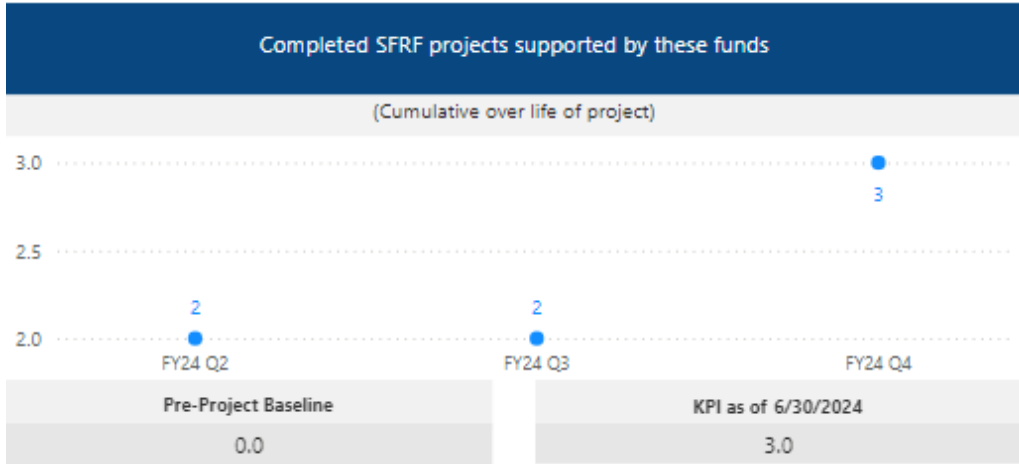 Completed SFRF projects supported by these funds
(Cumulative over life of project)
3.0
3
2.5
2 2
2.0
FY24 Q2 FY24 Q3 FY24 Q4
Pre-Project Baseline KPI as of 6/30/2024
0.0 3.0